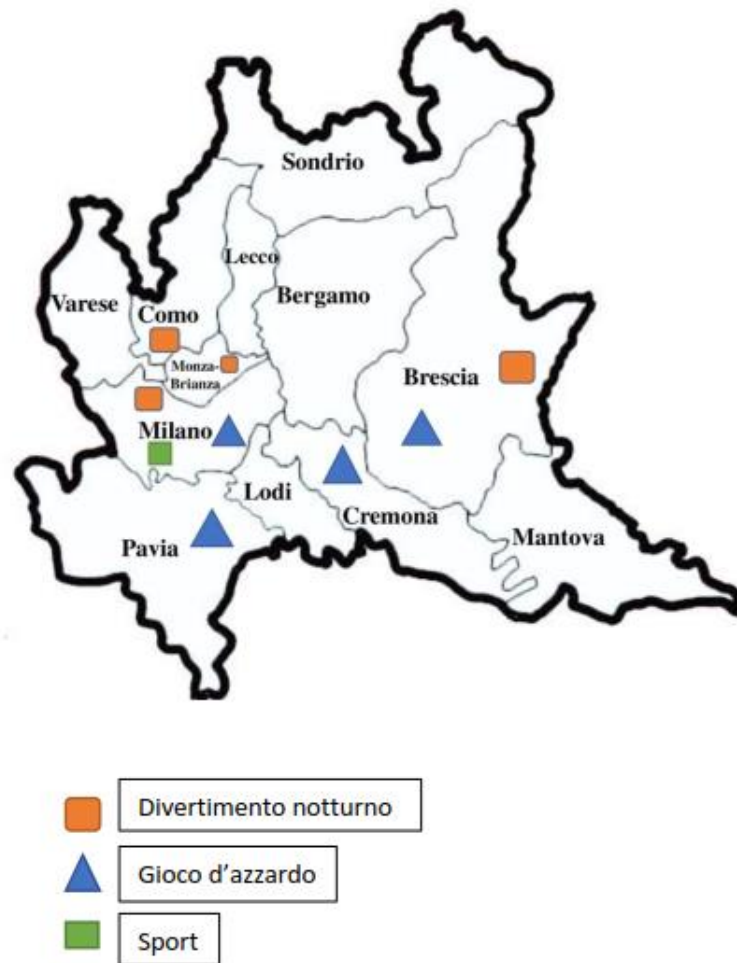 Sondrio
Lecco
Varese
Como
Bergamo
Monza-
Brianza
Brescia
Milano
Lodi
Cremona
Pavia
Mantova
Divertimento notturno
Gioco d'azzardo
Sport